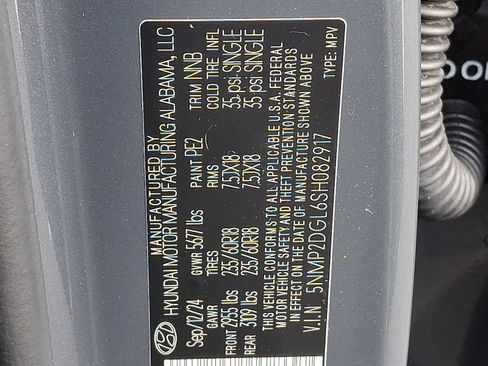 HYUNDAI MOTOR MANUFACTURING ALABAMA, LLC
Sep/12/24 GVWR 5677 lbs PAINT PE2 TRIM NNB
GAWR TIRES RIMS COLD TIRE INFL
FRONT 2955 lbs 235/60R18 7.5JX18 35 psi SINGLE
REAR 3109 lbs 235/60R18 7.5JX18 35 psi SINGLE
THIS VEHICLE CONFORMS TO ALL APPLICABLE U.S.A. FEDERAL
MOTOR VEHICLE SAFETY, BUMPER, AND
THEFT PREVENTION STANDARDS IN EFFECT ON
THE DATE OF MANUFACTURE SHOWN ABOVE
V.I.N 5NMP2DGL6SH082917 TYPE: MPV